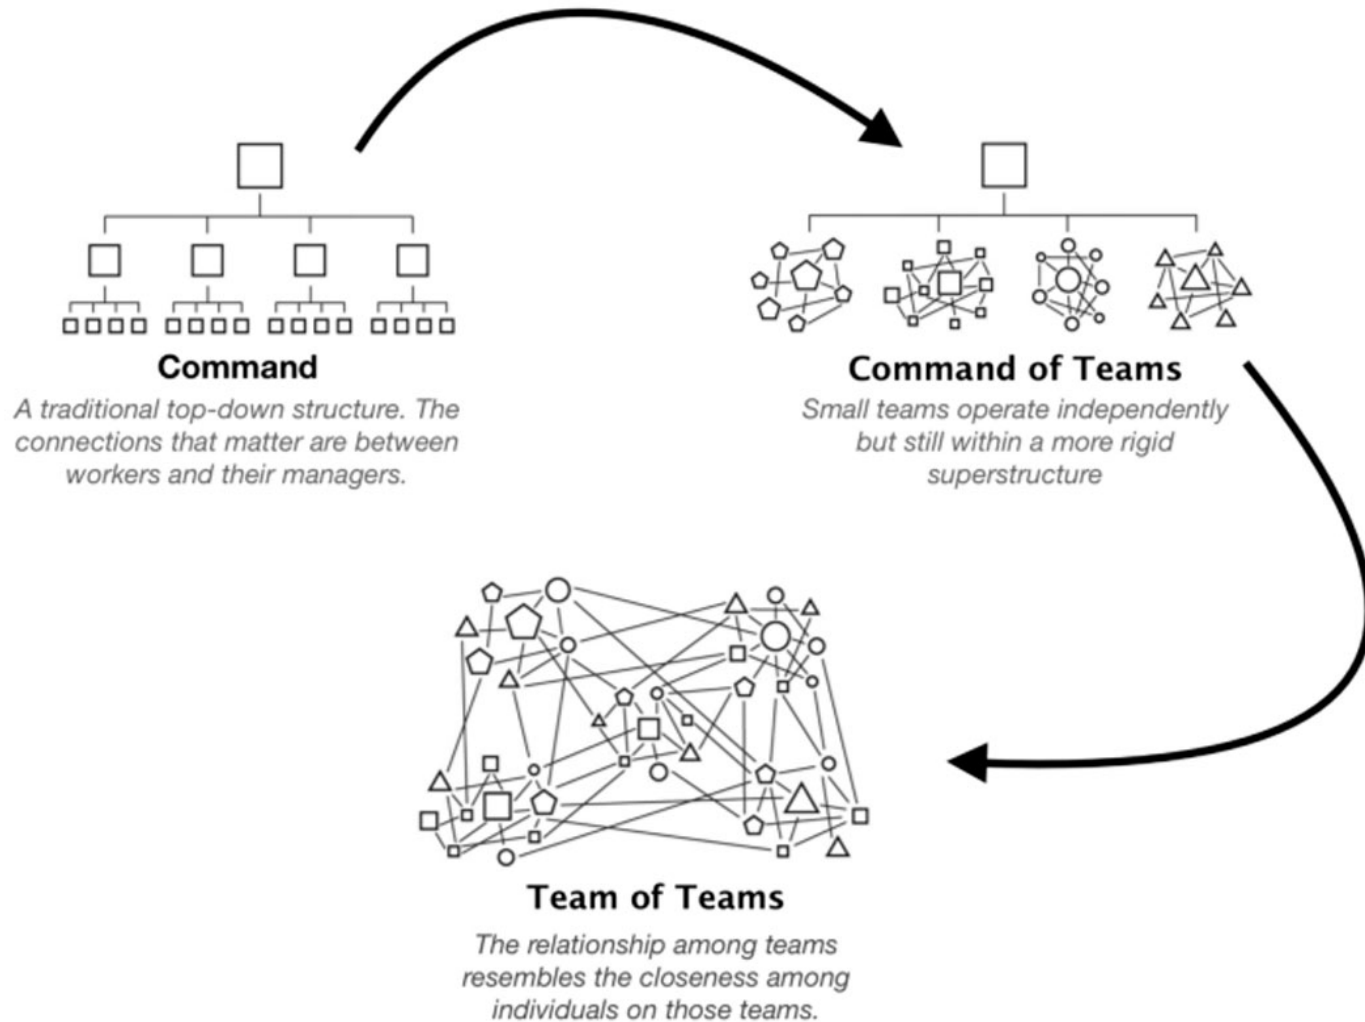 Command
A traditional top-down structure. The
connections that matter are between
workers and their managers.
Command of Teams
Small teams operate independently
but still within a more rigid
superstructure
Team of Teams
The relationship among teams
resembles the closeness among
individuals on those teams.